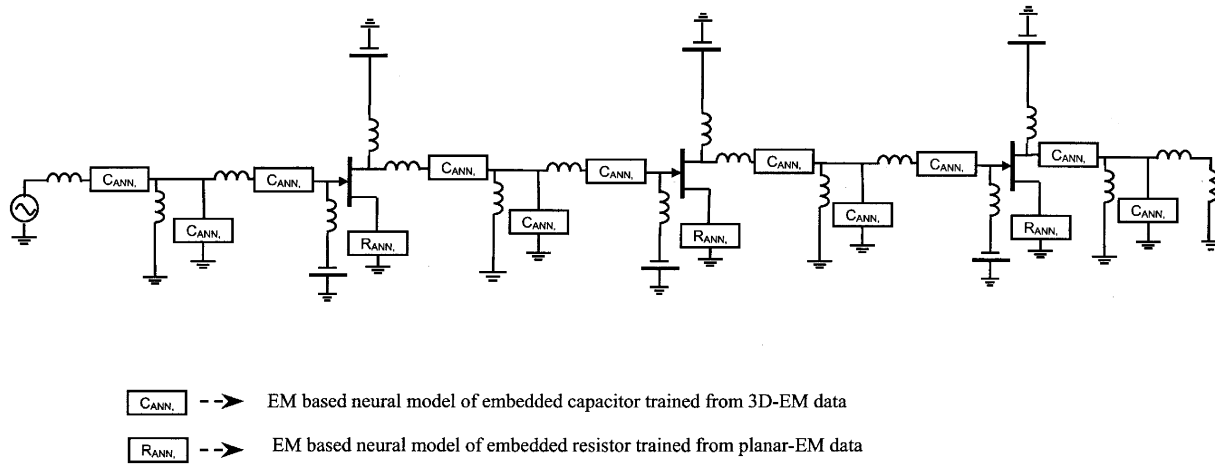 CANN,
CANN,
CANN,
RANN,
CANN,
CANN,
CANN,
RANN,
CANN,
CANN,
CANN,
RANN,
CANN,
CANN,
CANN, EM based neural model of embedded capacitor trained from 3D-EM data
RANN, EM based neural model of embedded resistor trained from planar-EM data